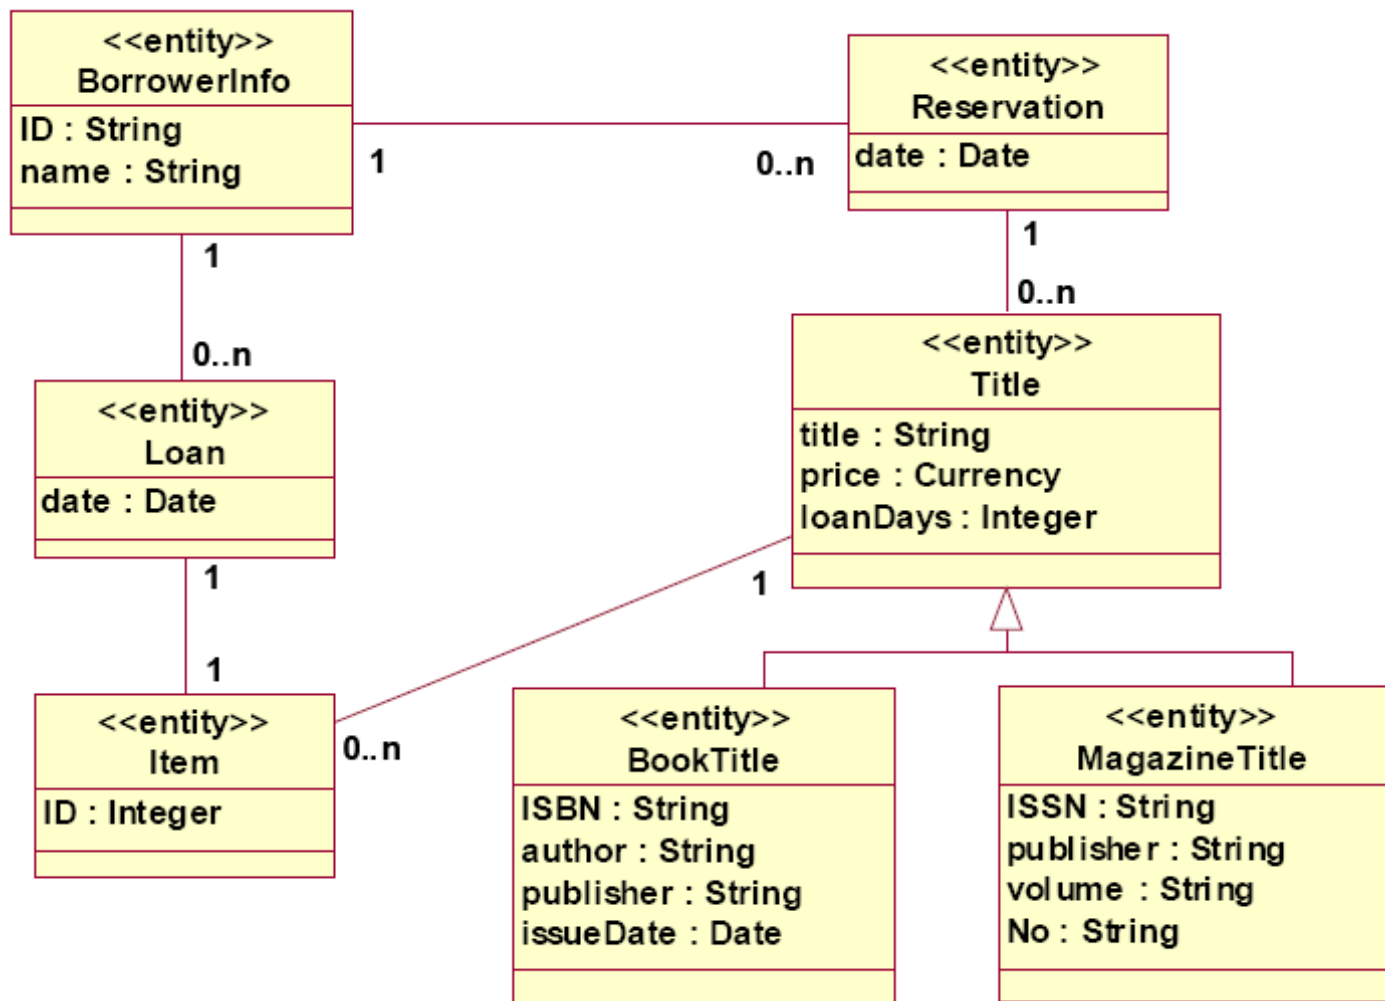 <<entity>>
BorrowerInfo
ID : String
name : String
<<entity>>
Reservation
date : Date
1
0..n
1
0..n
1
0..n
<<entity>>
Loan
date : Date
<<entity>>
Title
title : String
price : Currency
loanDays : Integer
1
1
1
0..n
<<entity>>
Item
ID : Integer
<<entity>>
BookTitle
ISBN : String
author : String
publisher : String
issueDate : Date
<<entity>>
MagazineTitle
ISSN : String
publisher : String
volume : String
No : String